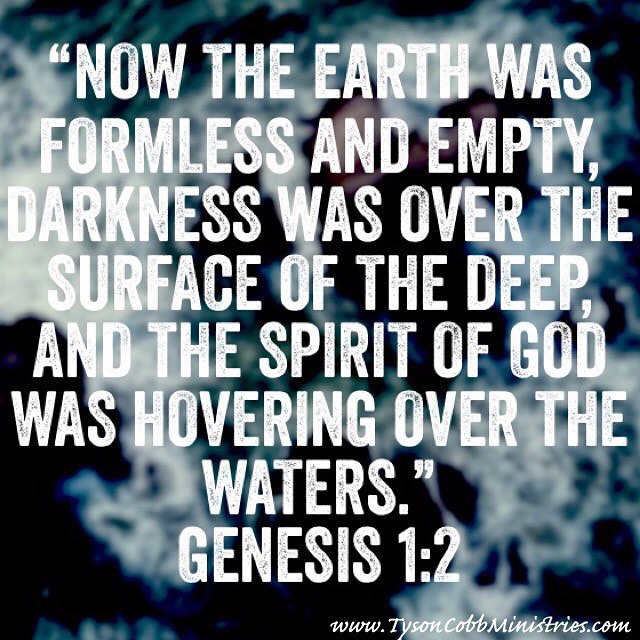 “NOW THE EARTH WAS
FORMLESS AND EMPTY,
DARKNESS WAS OVER THE
SURFACE OF THE DEEP,
AND THE SPIRIT OF GOD
WAS HOVERING OVER THE
WATERS.”
GENESIS 1:2
www.TysonCobbMinistries.com